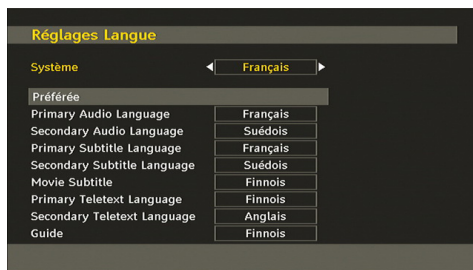 Réglages Langue
Système Français
Préférée
Primary Audio Language Français
Secondary Audio Language Suédois
Primary Subtitle Language Français
Secondary Subtitle Language Suédois
Movie Subtitle Finnois
Primary Teletext Language Finnois
Secondary Teletext Language Anglais
Guide Finnois